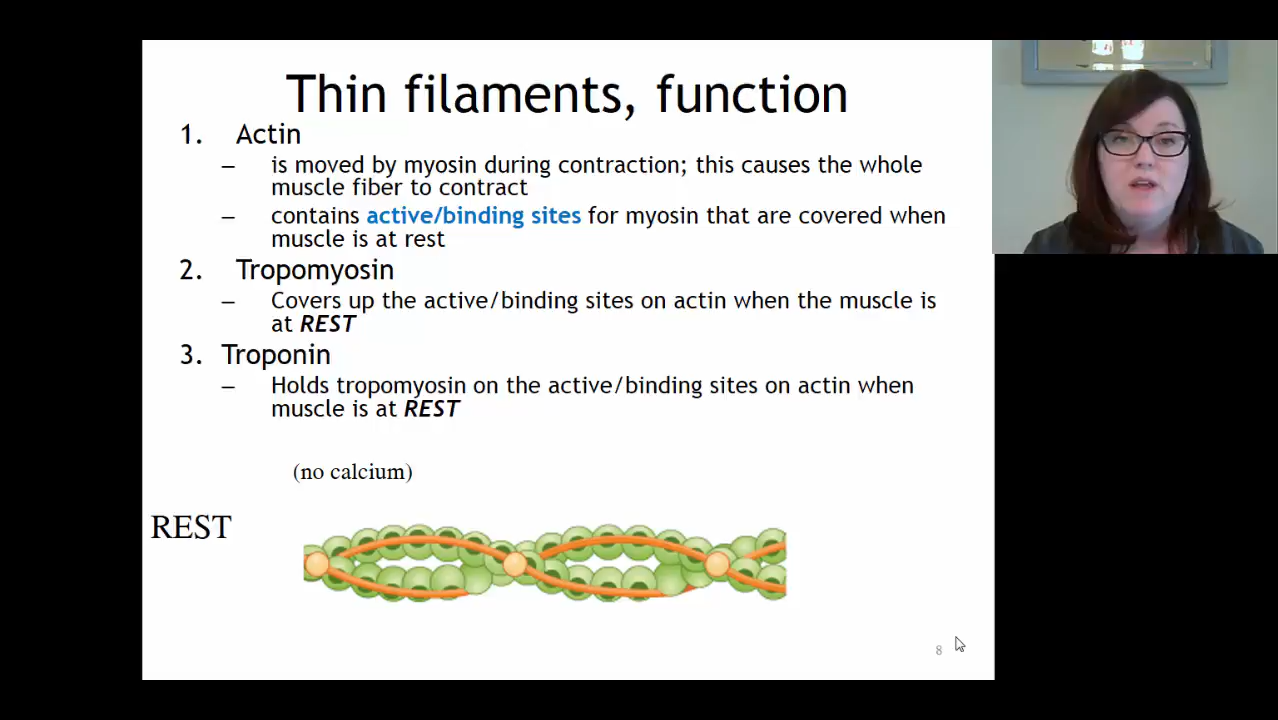 Thin filaments, function
1. Actin
– is moved by myosin during contraction; this causes the whole
muscle fiber to contract
– contains active/binding sites for myosin that are covered when
muscle is at rest
2. Tropomyosin
– Covers up the active/binding sites on actin when the muscle is
at REST
3. Troponin
– Holds tropomyosin on the active/binding sites on actin when
muscle is at REST
(no calcium)
REST
8